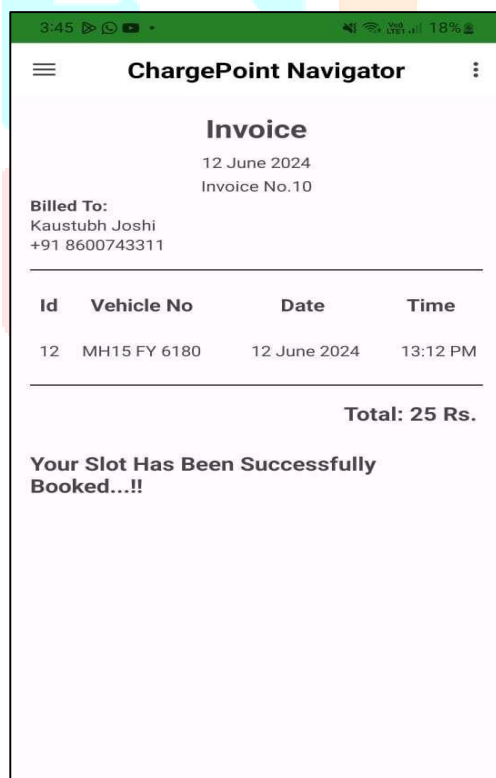 3:45 18%
ChargePoint Navigator
Invoice
12 June 2024
Invoice No.10
Billed To:
Kaustubh Joshi
+91 8600743311
Id Vehicle No Date Time
12 MH15 FY 6180 12 June 2024 13:12 PM
Total: 25 Rs.
Your Slot Has Been Successfully
Booked...!!